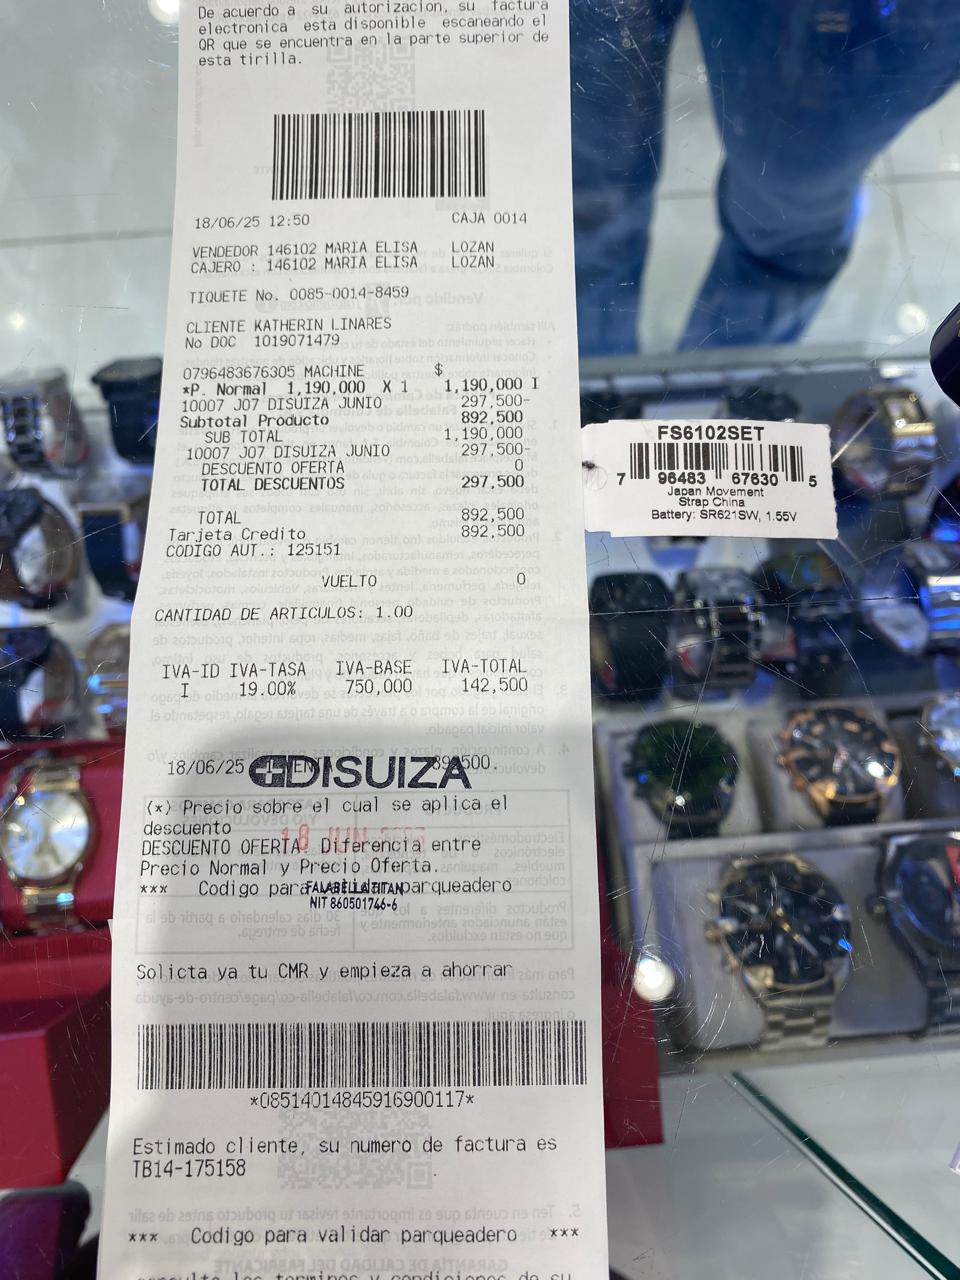 De acuerdo a su autorizacion, su factura
electronica esta disponible escaneando el
QR que se encuentra en la parte superior de
esta tirilla.
18/06/25 12:50 CAJA 0014
VENDEDOR 146102 MARIA ELISA LOZAN
CAJERO : 146102 MARIA ELISA LOZAN
TIQUETE No. 0085-0014-8459
CLIENTE KATHERIN LINARES
No DOC 1019071479
0796483676305 MACHINE $
*P. Normal 1,190,000 X 1 1,190,000 I
10007 J07 DISUIZA JUNIO 297,500-
Subtotal Producto 892,500
SUB TOTAL 1,190,000
10007 J07 DISUIZA JUNIO 297,500-
DESCUENTO OFERTA 0
TOTAL DESCUENTOS 297,500
TOTAL 892,500
Tarjeta Credito 892,500
CODIGO AUT.: 125151
VUELTO 0
CANTIDAD DE ARTICULOS: 1.00
IVA-ID IVA-TASA IVA-BASE IVA-TOTAL
I 19.00% 750,000 142,500
18/06/25
DISUIZA
(*) Precio sobre el cual se aplica el
descuento
18 JUN
DESCUENTO OFERTA: Diferencia entre
Precio Normal y Precio Oferta.
*** Codigo para parqueadero
FALABELLA TITAN
NIT 860501746-6
Solicta ya tu CMR y empieza a ahorrar
*08514014845916900117*
Estimado cliente, su numero de factura es
TB14-175158
*** Codigo para validar parqueadero ***
FS6102SET
7 96483 67630 5
Japan Movement
Strap China
Battery: SR621SW, 1.55V